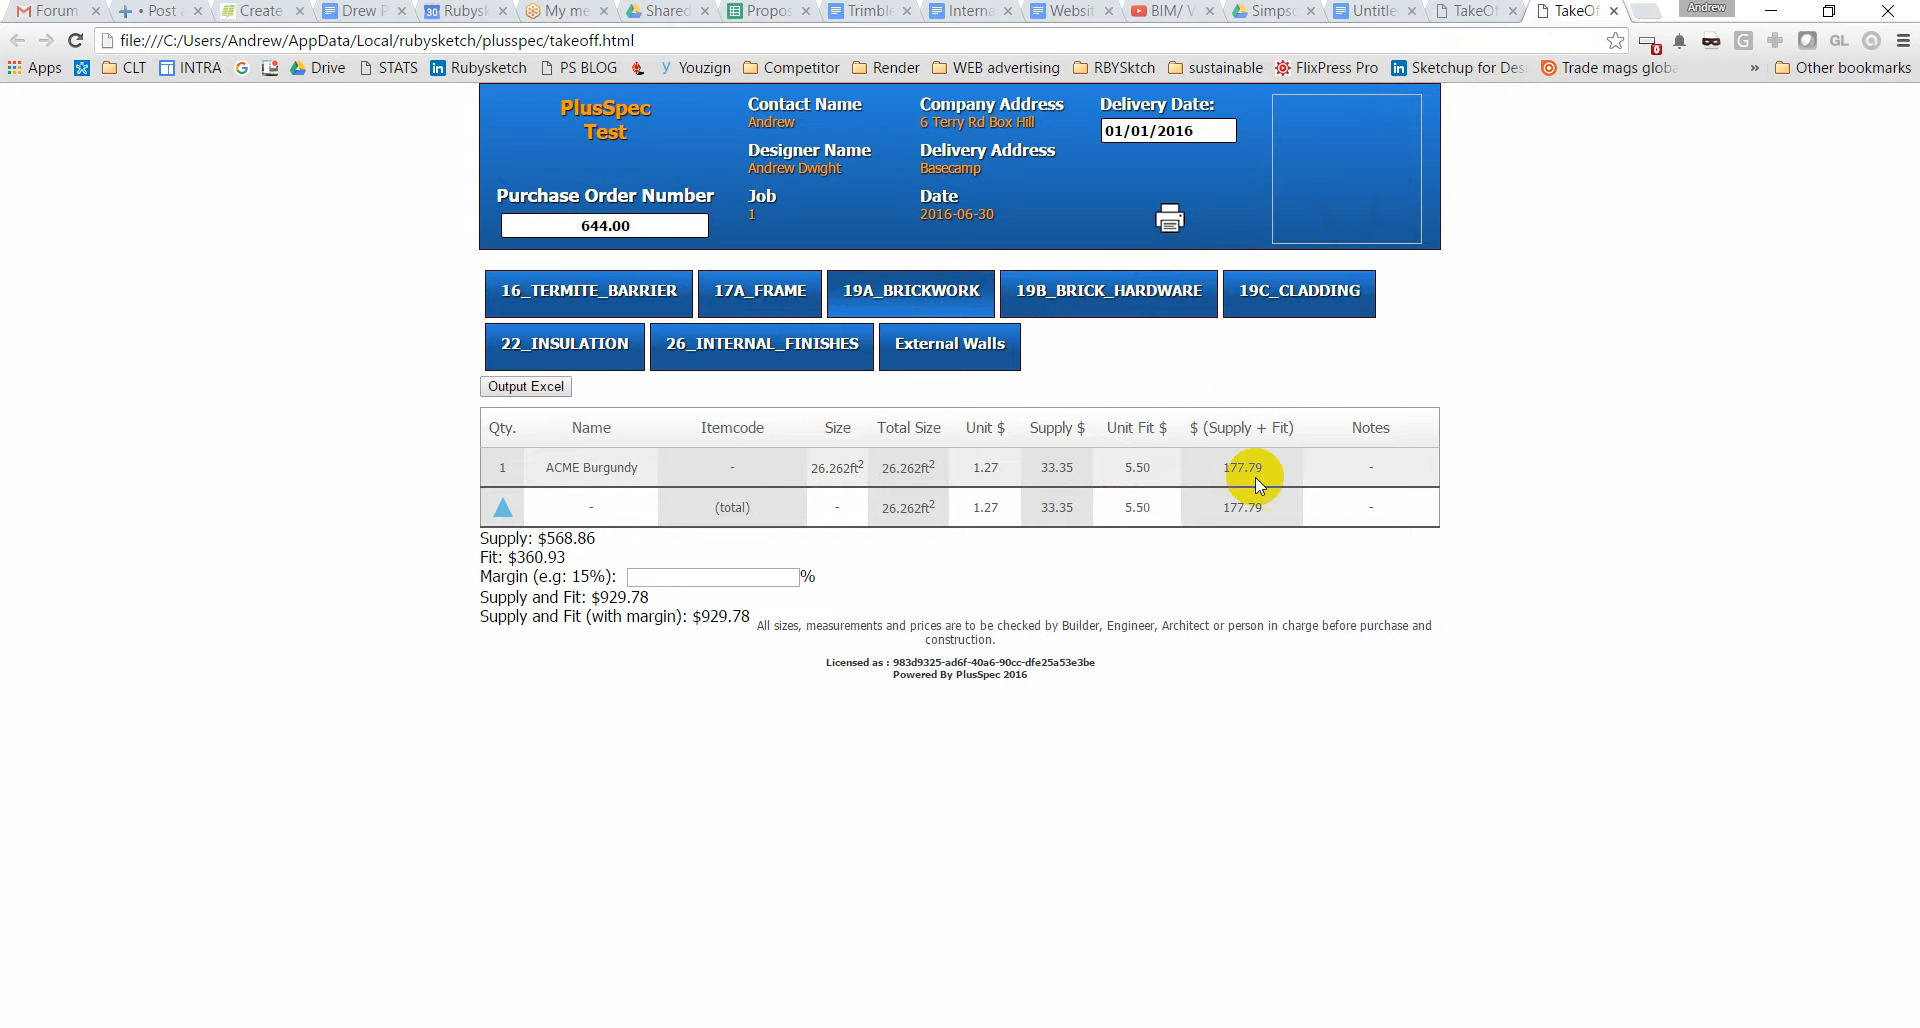 Forum
• Post a
Create
Drew P
Rubysk
My me
Shared
Propos
Trimble
Interna
Websit
BIM/ V
Simpso
Untitle
TakeOf
TakeOf
Andrew
file:///C:/Users/Andrew/AppData/Local/rubysketch/plusspec/takeoff.html
0
G
GL
Apps
CLT
INTRA
G
Drive
STATS
Rubysketch
PS BLOG
Youzign
Competitor
Render
WEB advertising
RBYSktch
sustainable
FlixPress Pro
Sketchup for Des
Trade mags globa
»
Other bookmarks
PlusSpec
Test
Purchase Order Number
644.00
Contact Name
Andrew
Designer Name
Andrew Dwight
Job
1
Company Address
6 Terry Rd Box Hill
Delivery Address
Basecamp
Date
2016-06-30
Delivery Date:
01/01/2016
16_TERMITE_BARRIER 17A_FRAME 19A_BRICKWORK 19B_BRICK_HARDWARE 19C_CLADDING
22_INSULATION 26_INTERNAL_FINISHES External Walls
Output Excel
Qty. Name Itemcode Size Total Size Unit $ Supply $ Unit Fit $ $ (Supply + Fit) Notes
1 ACME Burgundy - 26.262ft² 26.262ft² 1.27 33.35 5.50 177.79 -
- (total) - 26.262ft² 1.27 33.35 5.50 177.79 -
Supply: $568.86
Fit: $360.93
Margin (e.g: 15%): %
Supply and Fit: $929.78
Supply and Fit (with margin): $929.78
All sizes, measurements and prices are to be checked by Builder, Engineer, Architect or person in charge before purchase and
construction.
Licensed as : 983d9325-ad6f-40a6-90cc-dfe25a53e3be
Powered By PlusSpec 2016